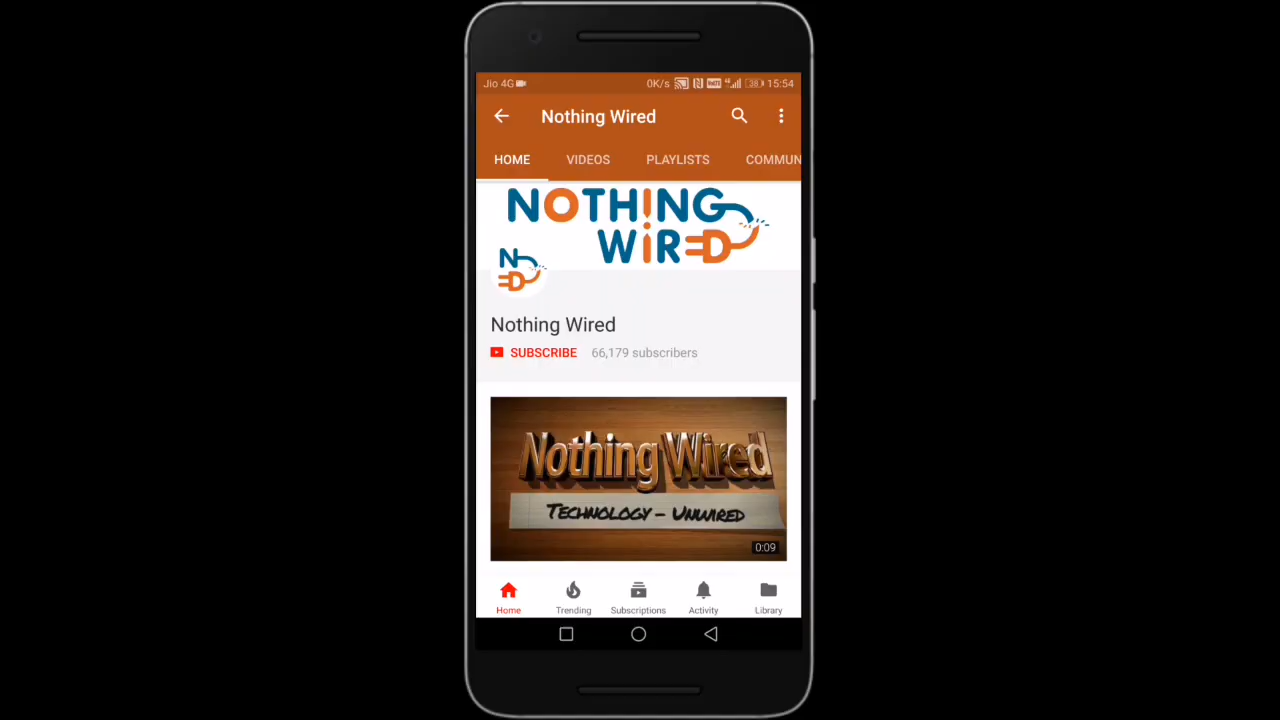 Jio 4G 0K/s 38 15:54
Nothing Wired
HOME VIDEOS PLAYLISTS COMMUN
NOTHING
WiRED
N
D
Nothing Wired
SUBSCRIBE 66,179 subscribers
Nothing Wired
TECHNOLOGY - UNWIRED
0:09
Home Trending Subscriptions Activity Library